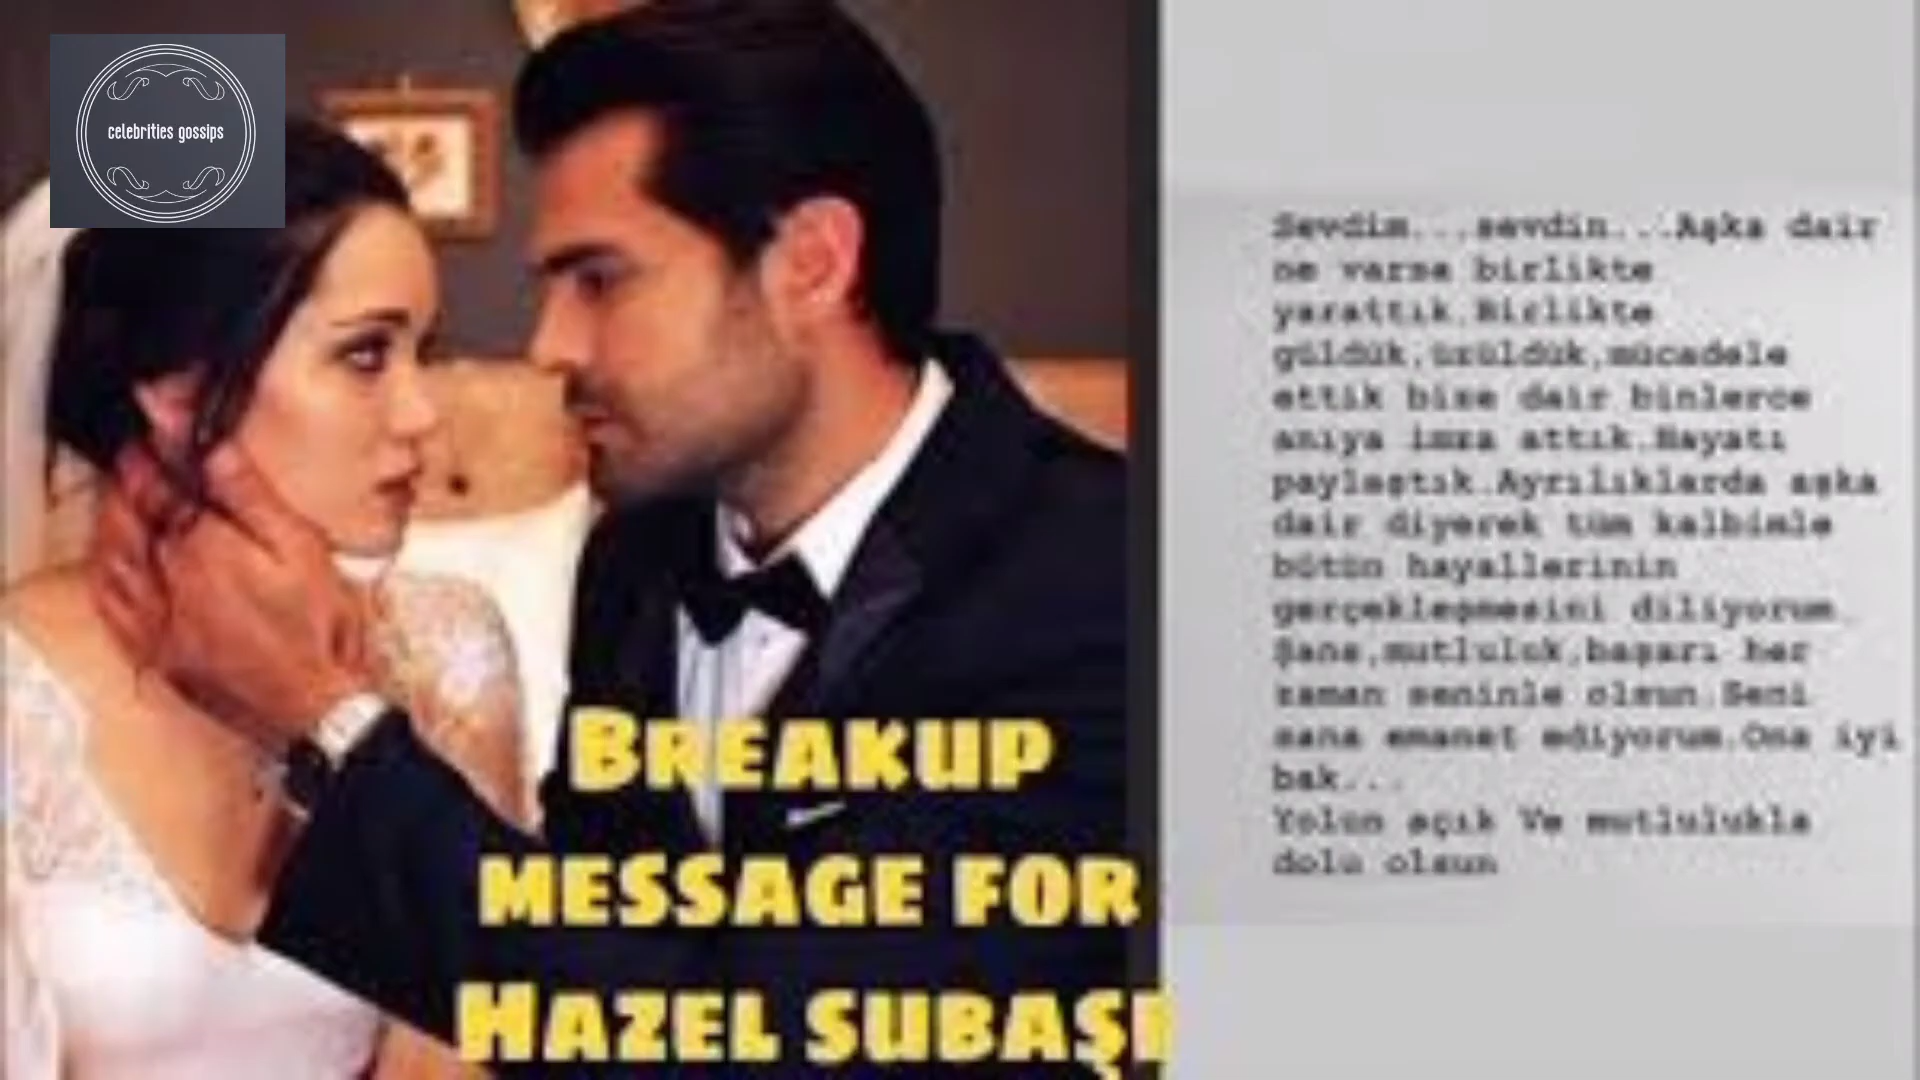 celebrities gossips
BREAKUP
MESSAGE FOR
HAZEL SUBAŞI
Sevdim...sevdin...Aşka dair
ne varsa birlikte
yarattık.Birlikte
güldük,üzüldük,mücadele
ettik bize dair binlerce
anıya imza attık.Hayatı
paylaştık.Ayrılıklarda aşka
dair diyerek tüm kalbimle
bütün hayallerinin
gerçekleşmesini diliyorum.
Şans,mutluluk,başarı her
zaman seninle olsun.Seni
sana emanet ediyorum.Ona iyi
bak...
Yolun açık Ve mutlulukla
dolu olsun